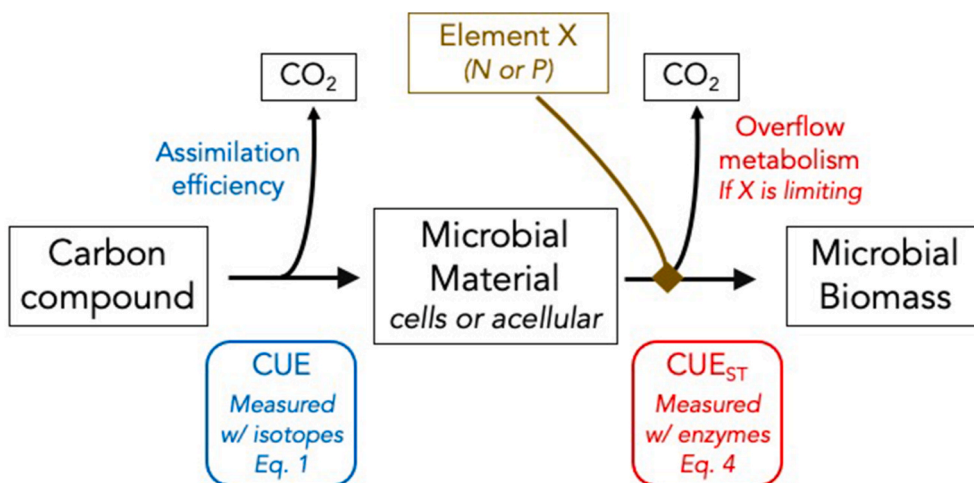 Element X
(N or P)
CO₂
CO₂
Assimilation
efficiency
Overflow
metabolism
If X is limiting
Carbon
compound
Microbial
Material
cells or acellular
Microbial
Biomass
CUE
Measured
w/ isotopes
Eq. 1
CUE_ST
Measured
w/ enzymes
Eq. 4